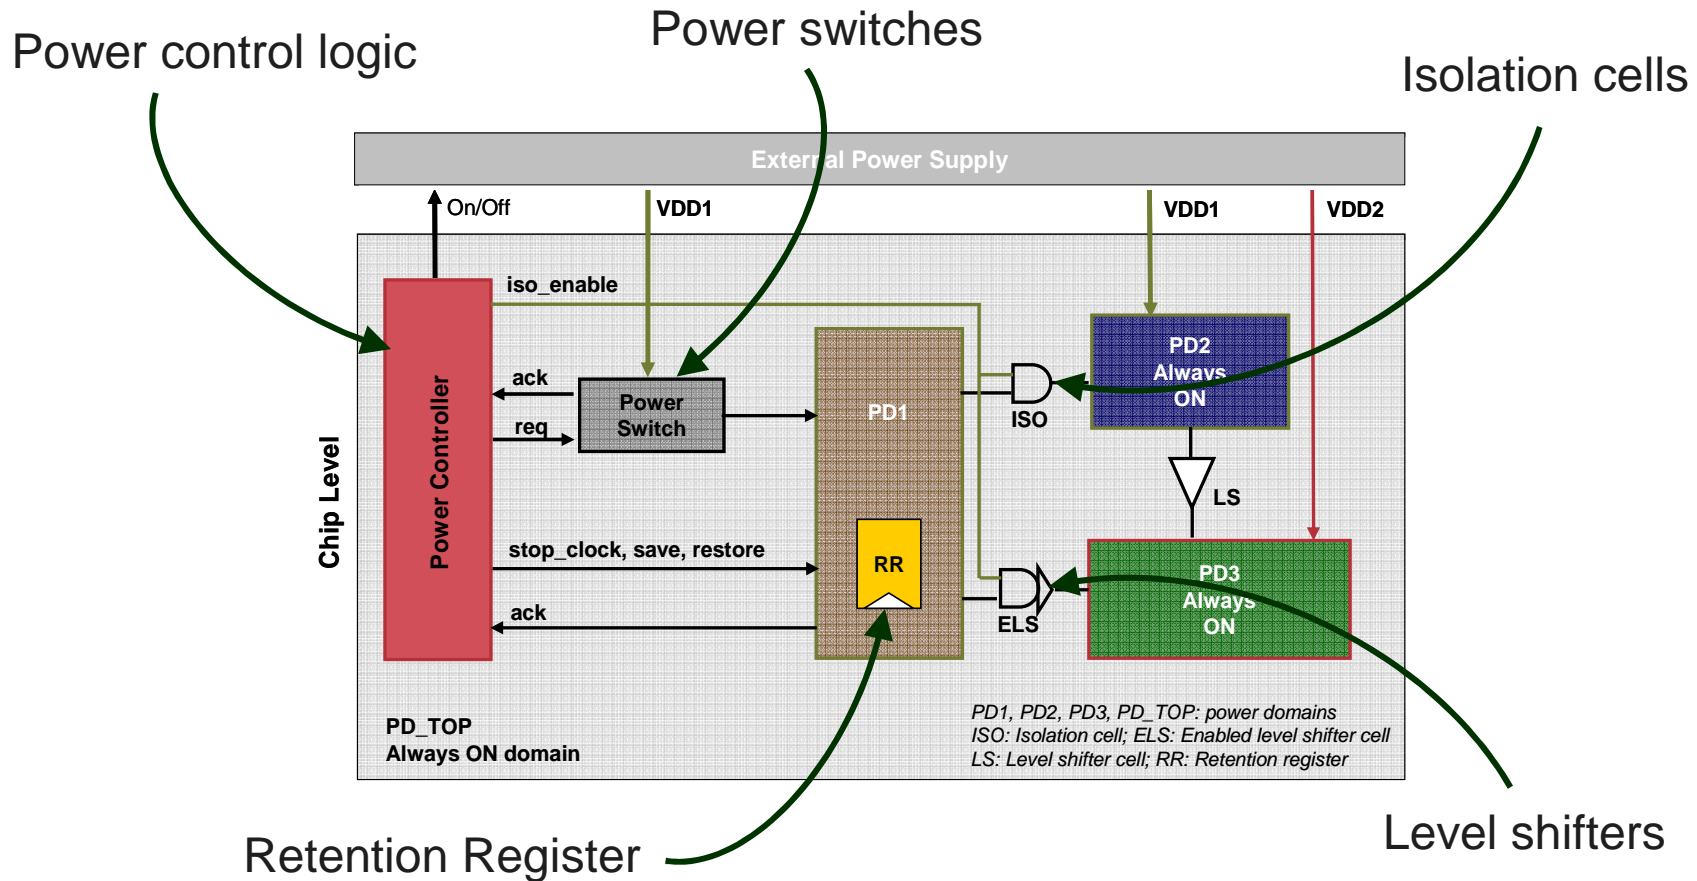 Power control logic
Power switches
Isolation cells
External Power Supply
On/Off
VDD1
VDD1
VDD2
iso_enable
Chip Level
Power Controller
ack
req
Power
Switch
PD1
ISO
PD2
Always
ON
LS
stop_clock, save, restore
RR
ack
ELS
PD3
Always
ON
PD_TOP
Always ON domain
PD1, PD2, PD3, PD_TOP: power domains
ISO: Isolation cell; ELS: Enabled level shifter cell
LS: Level shifter cell; RR: Retention register
Retention Register
Level shifters